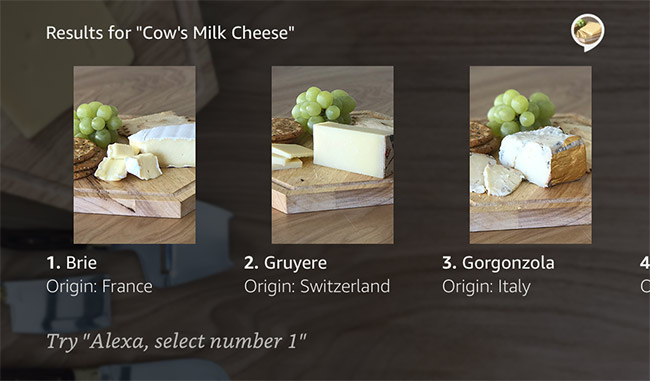 Results for "Cow's Milk Cheese"
1. Brie
Origin: France
2. Gruyere
Origin: Switzerland
3. Gorgonzola
Origin: Italy
4
O
Try "Alexa, select number 1"